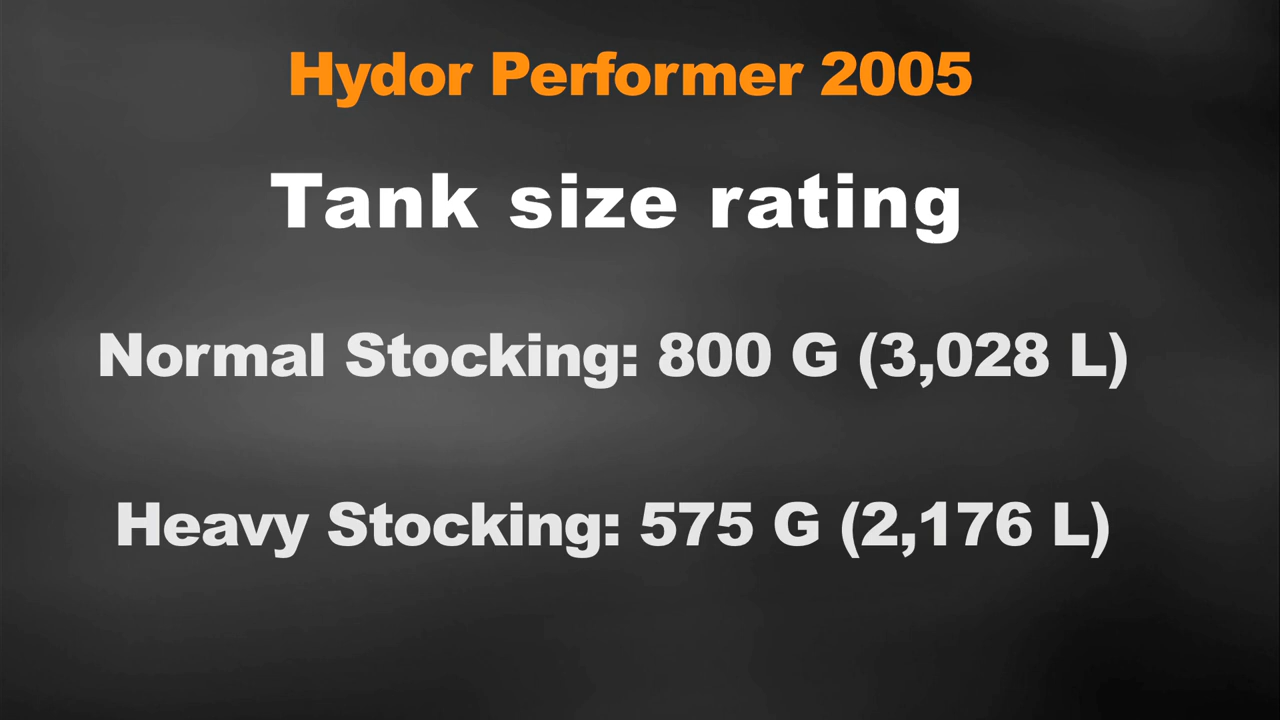 Hydor Performer 2005
Tank size rating
Normal Stocking: 800 G (3,028 L)
Heavy Stocking: 575 G (2,176 L)